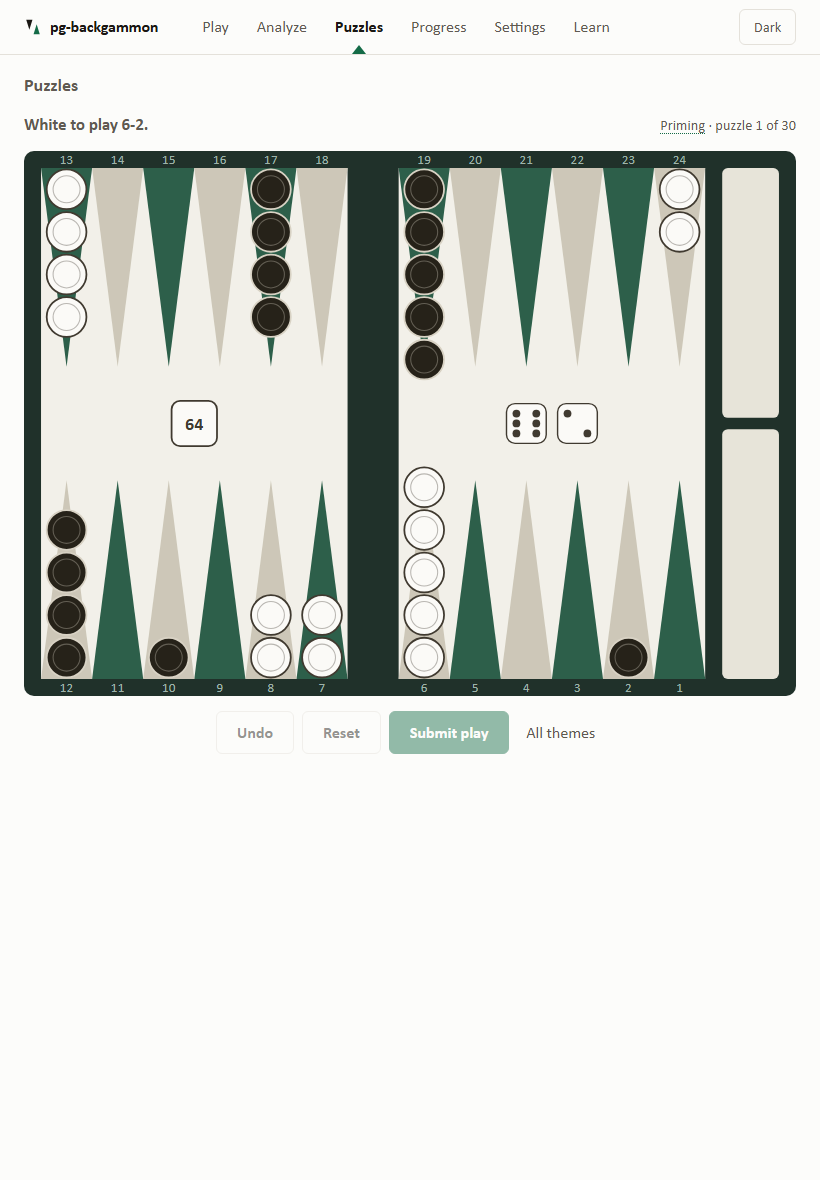 pg-backgammon Play Analyze Puzzles Progress Settings Learn Dark
Puzzles
White to play 6-2.
Priming · puzzle 1 of 30
13 14 15 16 17 18 19 20 21 22 23 24
64
12 11 10 9 8 7 6 5 4 3 2 1
Undo Reset Submit play All themes